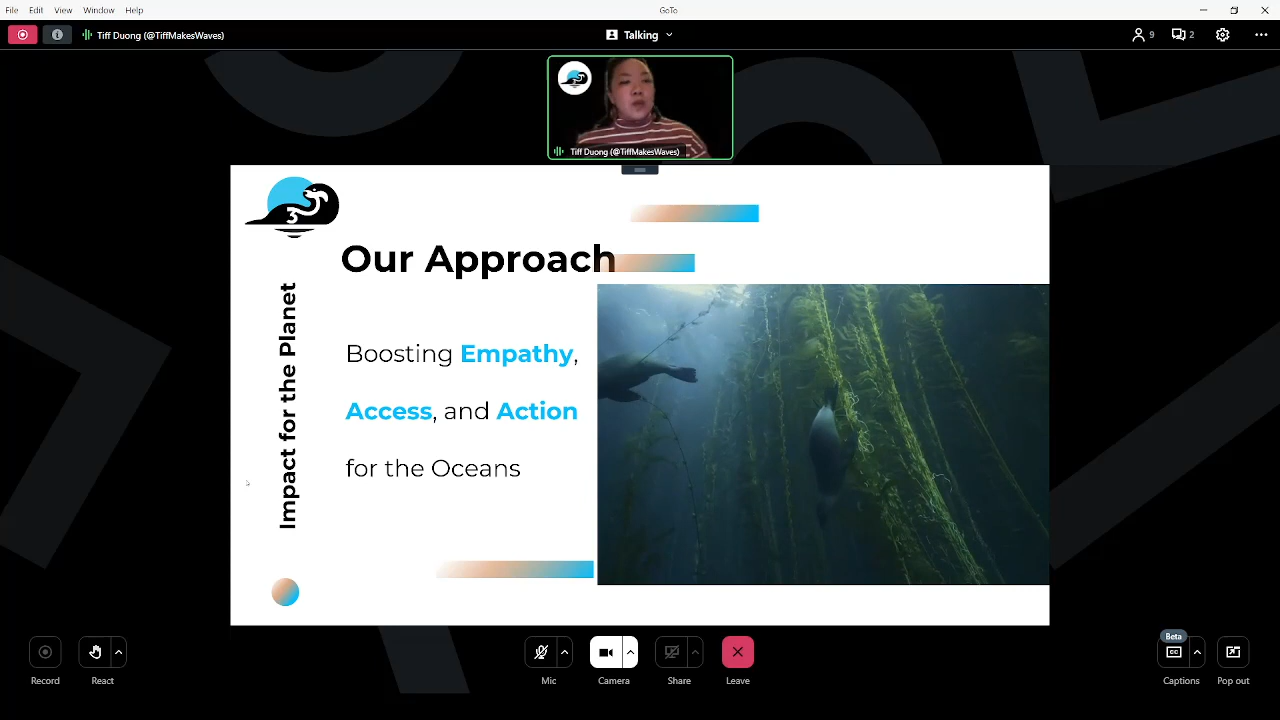 File Edit View Window Help
GoTo
Tiff Duong (@TiffMakesWaves)
Talking
9
2
Tiff Duong (@TiffMakesWaves)
3
Our Approach
Impact for the Planet
Boosting Empathy,
Access, and Action
for the Oceans
Beta
CC
Record
React
Mic
Camera
Share
Leave
Captions
Pop out